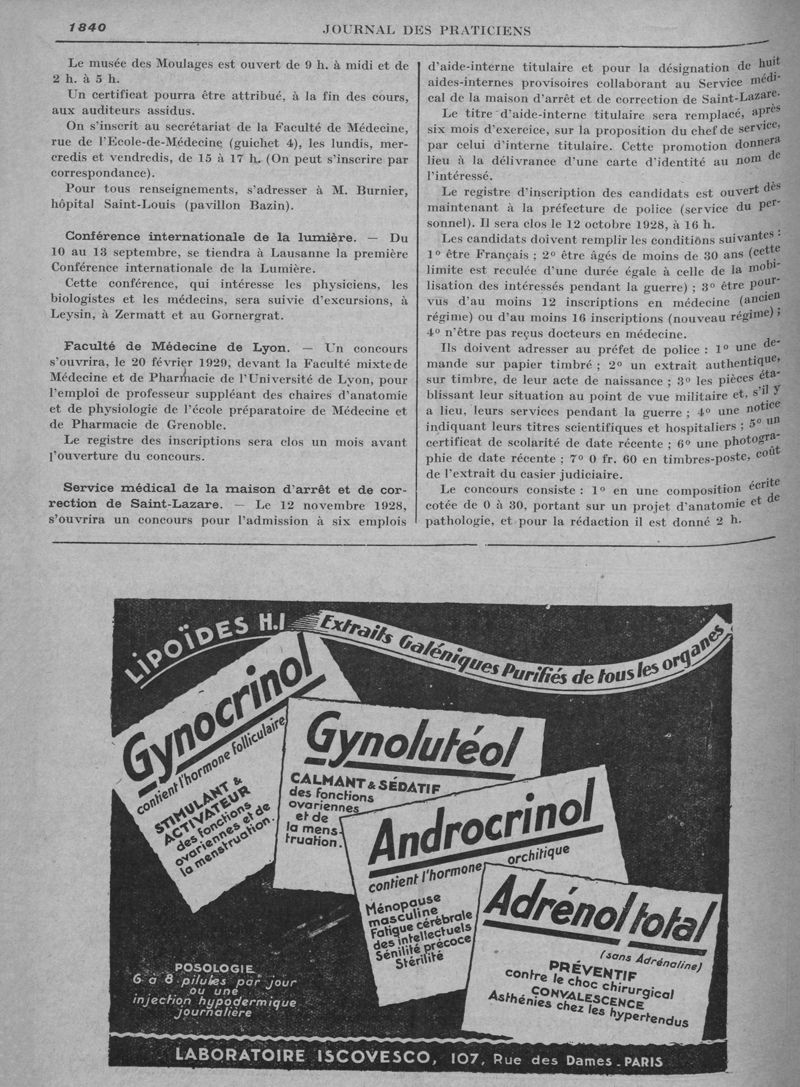 1840
JOURNAL DES PRATICIENS
Le musée des Moulages est ouvert de 9 h. à midi et de
2 h. à 5 h.
Un certificat pourra être attribué, à la fin des cours,
aux auditeurs assidus.
On s'inscrit au secrétariat de la Faculté de Médecine,
rue de l'Ecole-de-Médecine (guichet 4), les lundis, mer-
credis et vendredis, de 15 à 17 h. (On peut s'inscrire par
correspondance).
Pour tous renseignements, s'adresser à M. Burnier,
hôpital Saint-Louis (pavillon Bazin).
Conférence internationale de la lumière. — Du
10 au 13 septembre, se tiendra à Lausanne la première
Conférence internationale de la Lumière.
Cette conférence, qui intéresse les physiciens, les
biologistes et les médecins, sera suivie d'excursions, à
Leysin, à Zermatt et au Gornergrat.
Faculté de Médecine de Lyon. — Un concours
s'ouvrira, le 20 février 1929, devant la Faculté mixte de
Médecine et de Pharmacie de l'Université de Lyon, pour
l'emploi de professeur suppléant des chaires d'anatomie
et de physiologie de l'école préparatoire de Médecine et
de Pharmacie de Grenoble.
Le registre des inscriptions sera clos un mois avant
l'ouverture du concours.
Service médical de la maison d'arrêt et de cor-
rection de Saint-Lazare. — Le 12 novembre 1928,
s'ouvrira un concours pour l'admission à six emplois
d'aide-interne titulaire et pour la désignation de huit
aides-internes provisoires collaborant au Service médi-
cal de la maison d'arrêt et de correction de Saint-Lazare.
Le titre d'aide-interne titulaire sera remplacé, après
six mois d'exercice, sur la proposition du chef de service,
par celui d'interne titulaire. Cette promotion donnera
lieu à la délivrance d'une carte d'identité au nom de
l'intéressé.
Le registre d'inscription des candidats est ouvert dès
maintenant à la préfecture de police (service du per-
sonnel). Il sera clos le 12 octobre 1928, à 16 h.
Les candidats doivent remplir les conditions suivantes :
1º être Français ; 2º être âgés de moins de 30 ans (cette
limite est reculée d'une durée égale à celle de la mobi-
lisation des intéressés pendant la guerre) ; 3º être pour-
vus d'au moins 12 inscriptions en médecine (ancien
régime) ou d'au moins 16 inscriptions (nouveau régime) ;
4º n'être pas reçus docteurs en médecine.
Ils doivent adresser au préfet de police : 1º une de-
mande sur papier timbré ; 2º un extrait authentique,
sur timbre, de leur acte de naissance ; 3º les pièces éta-
blissant leur situation au point de vue militaire et, s'il y
a lieu, leurs services pendant la guerre ; 4º une notice
indiquant leurs titres scientifiques et hospitaliers ; 5º un
certificat de scolarité de date récente ; 6º une photogra-
phie de date récente ; 7º 0 fr. 60 en timbres-poste, coût
de l'extrait du casier judiciaire.
Le concours consiste : 1º en une composition écrite
cotée de 0 à 30, portant sur un projet d'anatomie et de
pathologie, et pour la rédaction il est donné 2 h.
LIPOÏDES H.I
Extraits Galéniques Purifiés de tous les organes
Gynocrinol
contient l'hormone folliculaire
STIMULANT &
ACTIVATEUR
des fonctions
ovariennes et de
la menstruation.
Gynolutéol
CALMANT & SÉDATIF
des fonctions
ovariennes
et de
la mens-
truation.
Androcrinol
contient l'hormone orchitique
Ménopause
masculine
Fatigue cérébrale
des intellectuels
Sénilité précoce
Stérilité
Adrénol total
(sans Adrénaline)
PRÉVENTIF
contre le choc chirurgical
CONVALESCENCE
Asthénies chez les hypertendus
POSOLOGIE
6 à 8 pilules par jour
ou une
injection hypodermique
journalière
LABORATOIRE ISCOVESCO, 107, Rue des Dames - PARIS